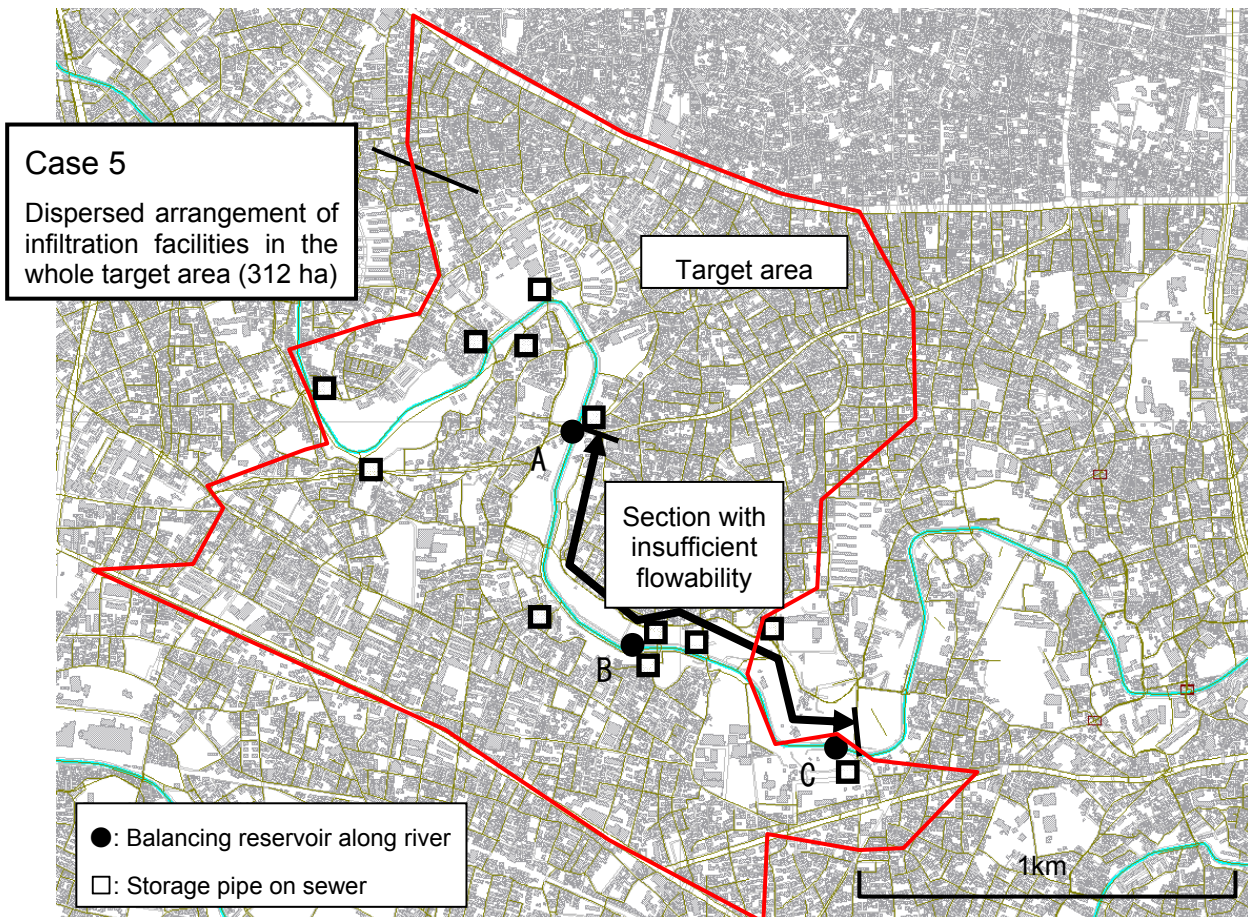 Case 5
Dispersed arrangement of
infiltration facilities in the
whole target area (312 ha)
Target area
A
Section with
insufficient
flowability
B
C
●: Balancing reservoir along river
□: Storage pipe on sewer
1km